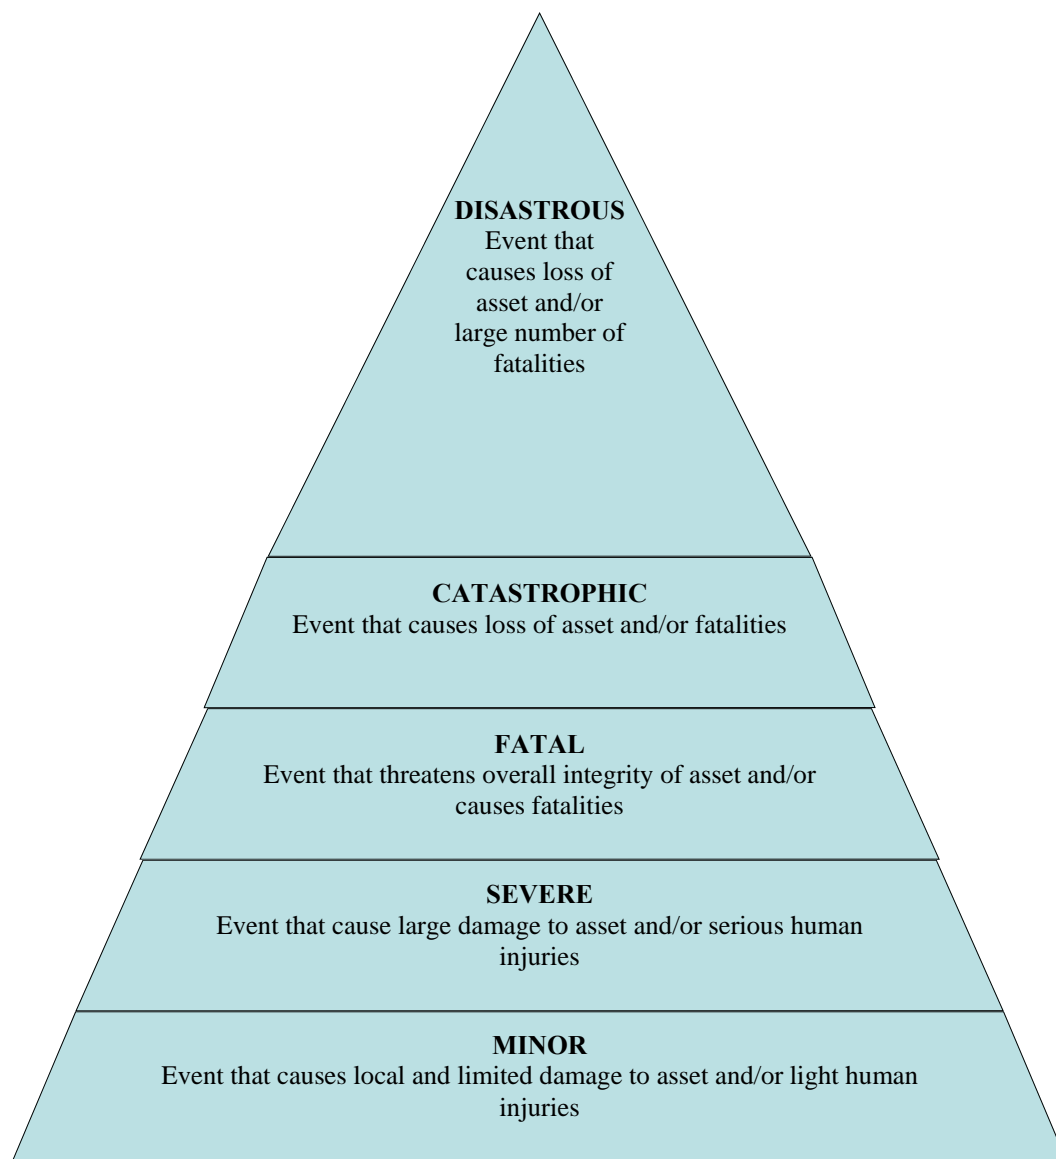 DISASTROUS
Event that
causes loss of
asset and/or
large number of
fatalities
CATASTROPHIC
Event that causes loss of asset and/or fatalities
FATAL
Event that threatens overall integrity of asset and/or
causes fatalities
SEVERE
Event that cause large damage to asset and/or serious human
injuries
MINOR
Event that causes local and limited damage to asset and/or light human
injuries